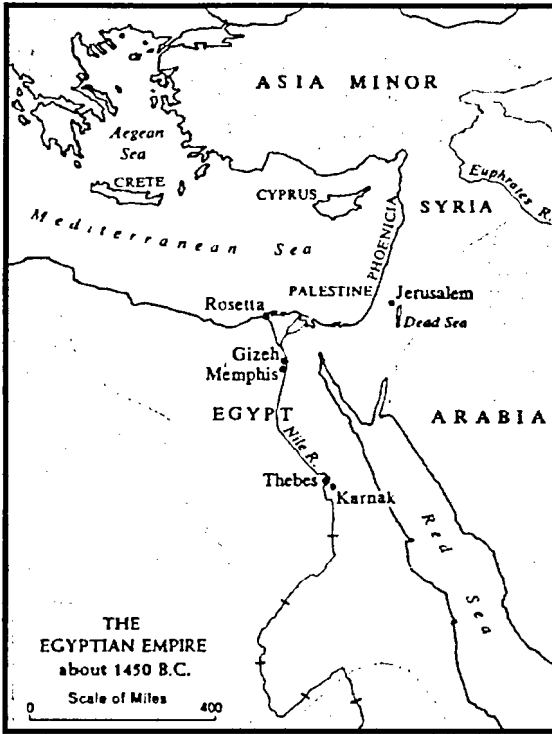 ASIA MINOR
Aegean
Sea
CRETE
CYPRUS
SYRIA
Euphrates R.
Mediterranean Sea
PHOENICIA
PALESTINE
Jerusalem
Rosetta
Dead Sea
Gizeh
Memphis
EGYPT
ARABIA
Nile R.
Thebes
Karnak
Red
Sea
THE
EGYPTIAN EMPIRE
about 1450 B.C.
Scale of Miles
0 400